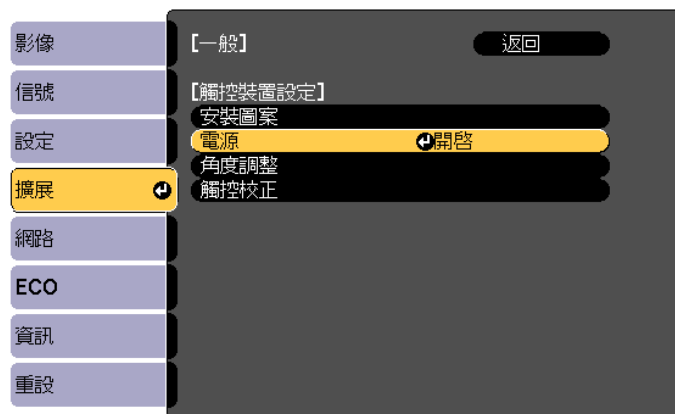 影像
信號
設定
擴展
網路
ECO
資訊
重設
[一般] 返回
[觸控裝置設定]
安裝圖案
電源 開啓
角度調整
觸控校正